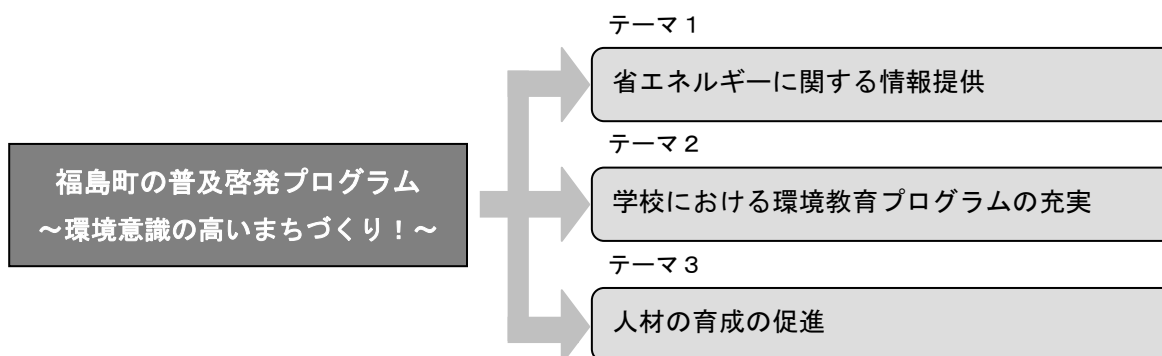 テーマ１
省エネルギーに関する情報提供
テーマ２
福島町の普及啓発プログラム
～環境意識の高いまちづくり！～
学校における環境教育プログラムの充実
テーマ３
人材の育成の促進